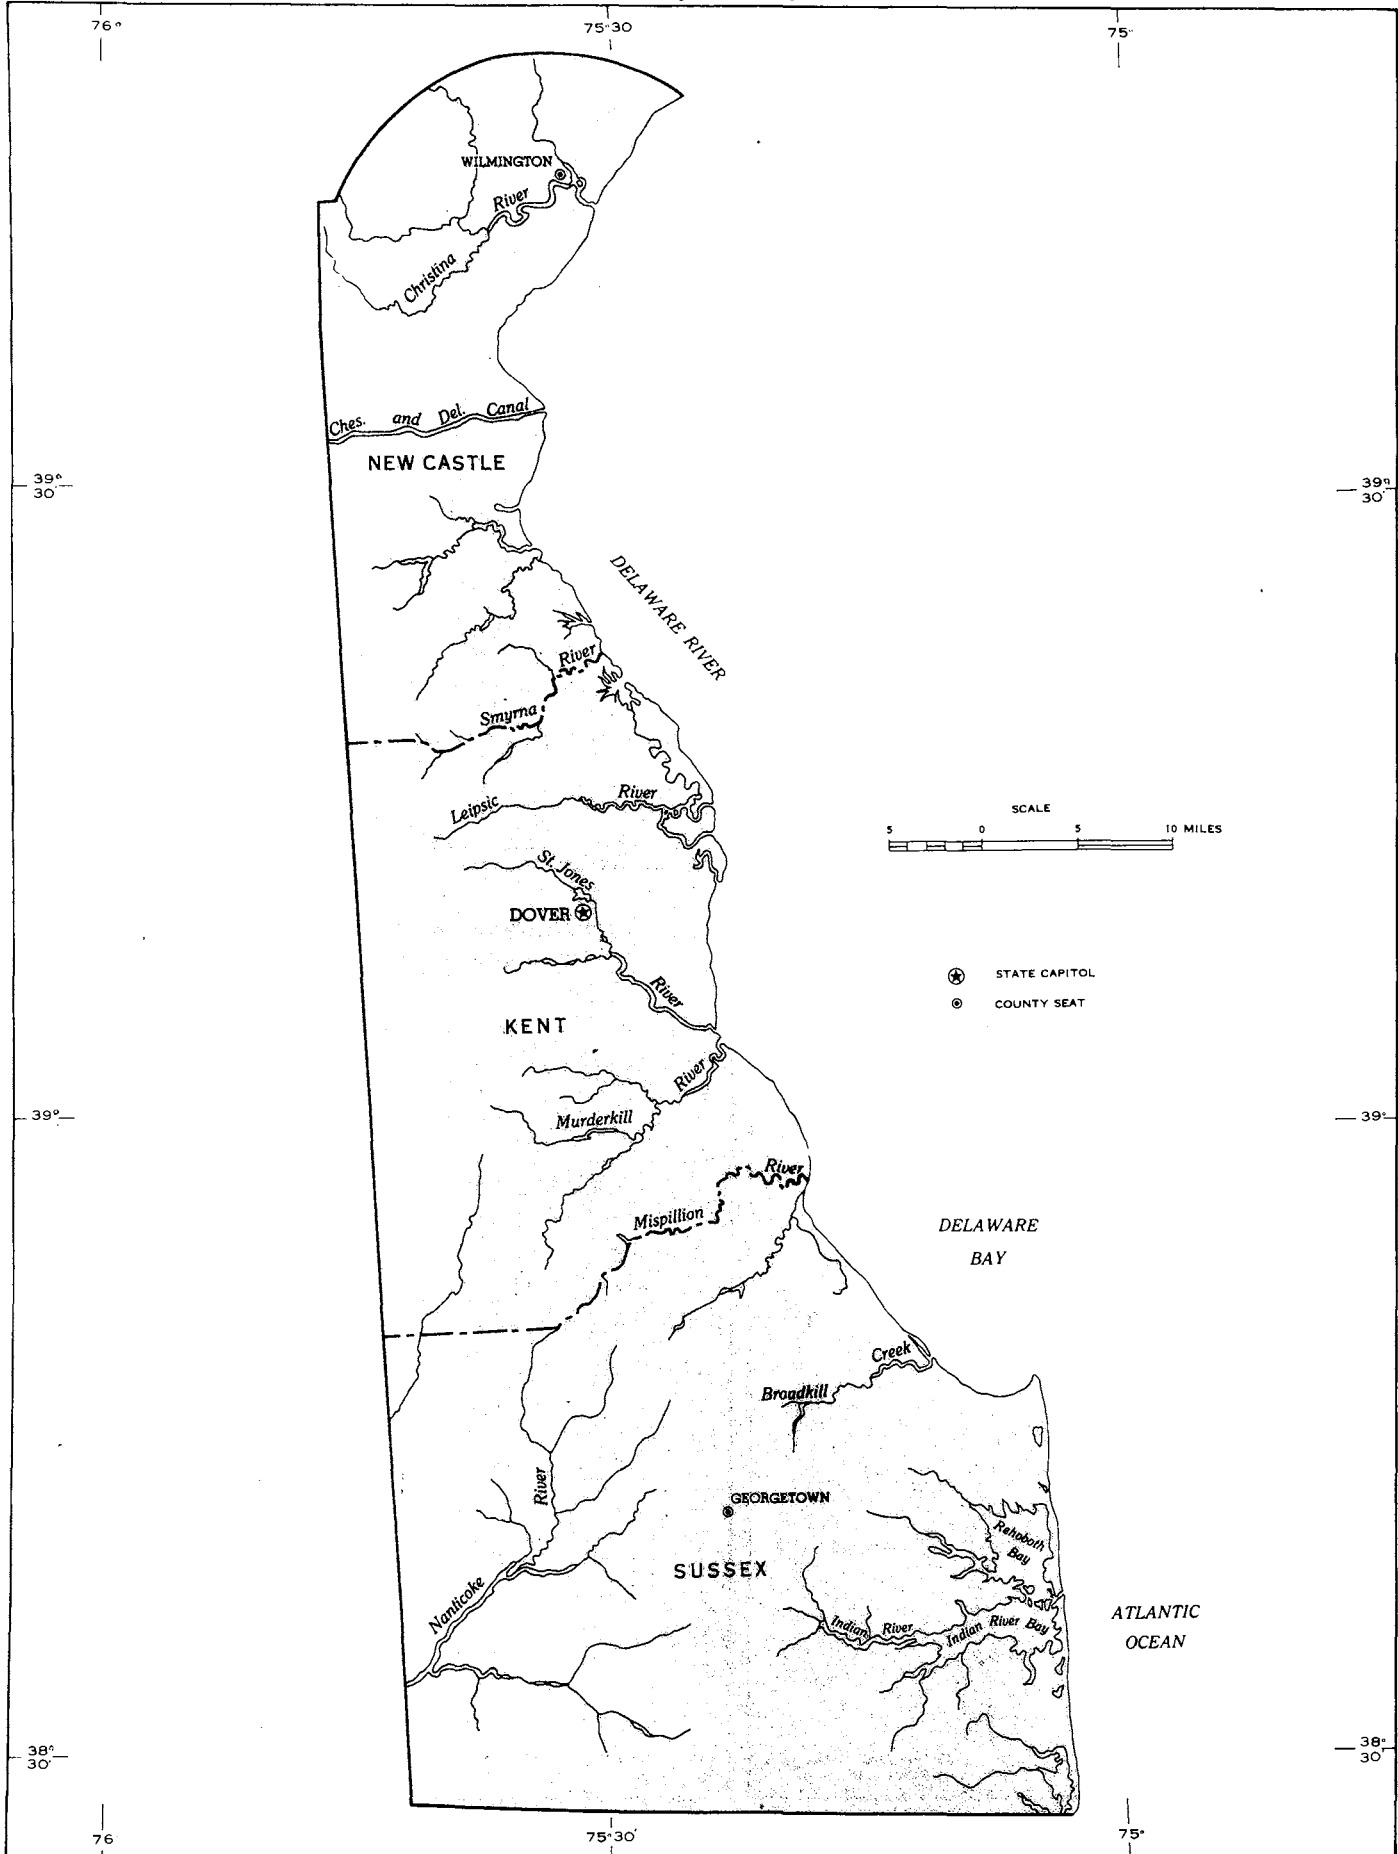 76°
75°30
75°
WILMINGTON
River
Christina
Ches. and Del. Canal
NEW CASTLE
39°
30'
39°
30'
DELAWARE RIVER
River
Smyrna
River
Leipsic
SCALE
5 0 5 10 MILES
St. Jones
DOVER
STATE CAPITOL
River
COUNTY SEAT
KENT
River
39°
39°
Murderkill
River
Mispillion
DELAWARE
BAY
Creek
Broadkill
River
GEORGETOWN
Rehoboth
Bay
SUSSEX
Nanticoke
Indian River
Indian River Bay
ATLANTIC
OCEAN
38°
30'
38°
30'
76
75°30'
75°